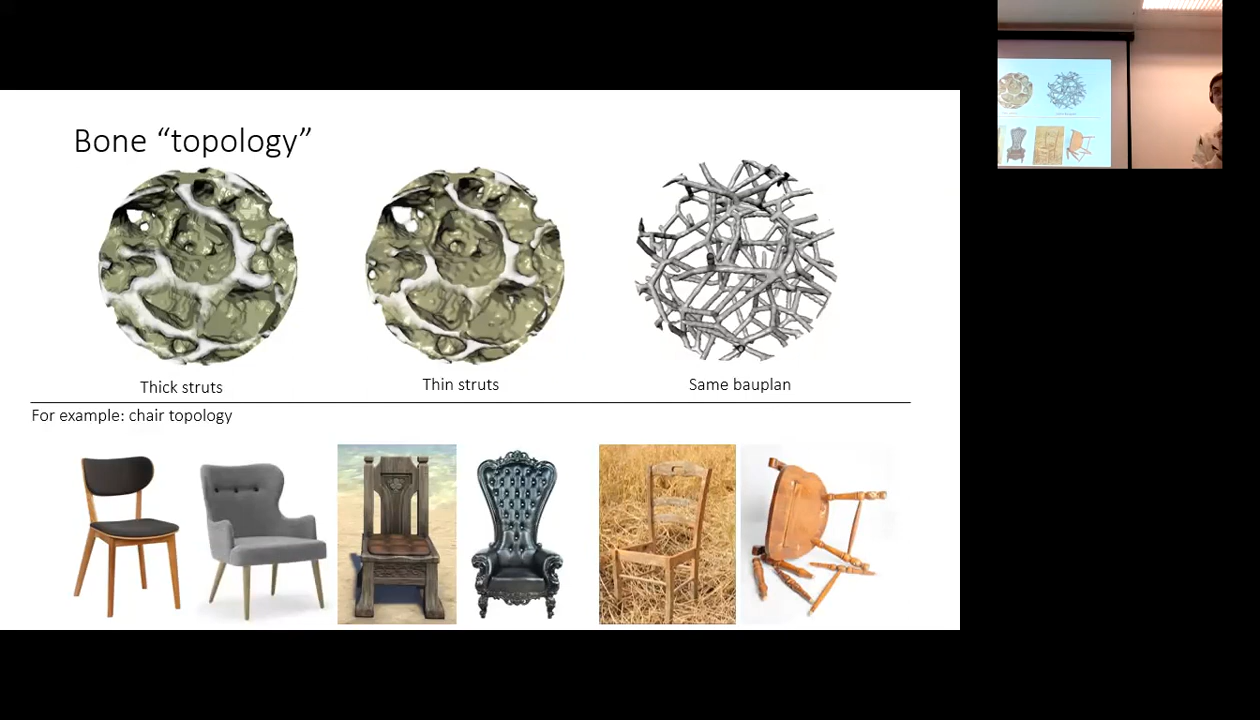 Bone “topology”
Thick struts
Thin struts
Same bauplan
For example: chair topology